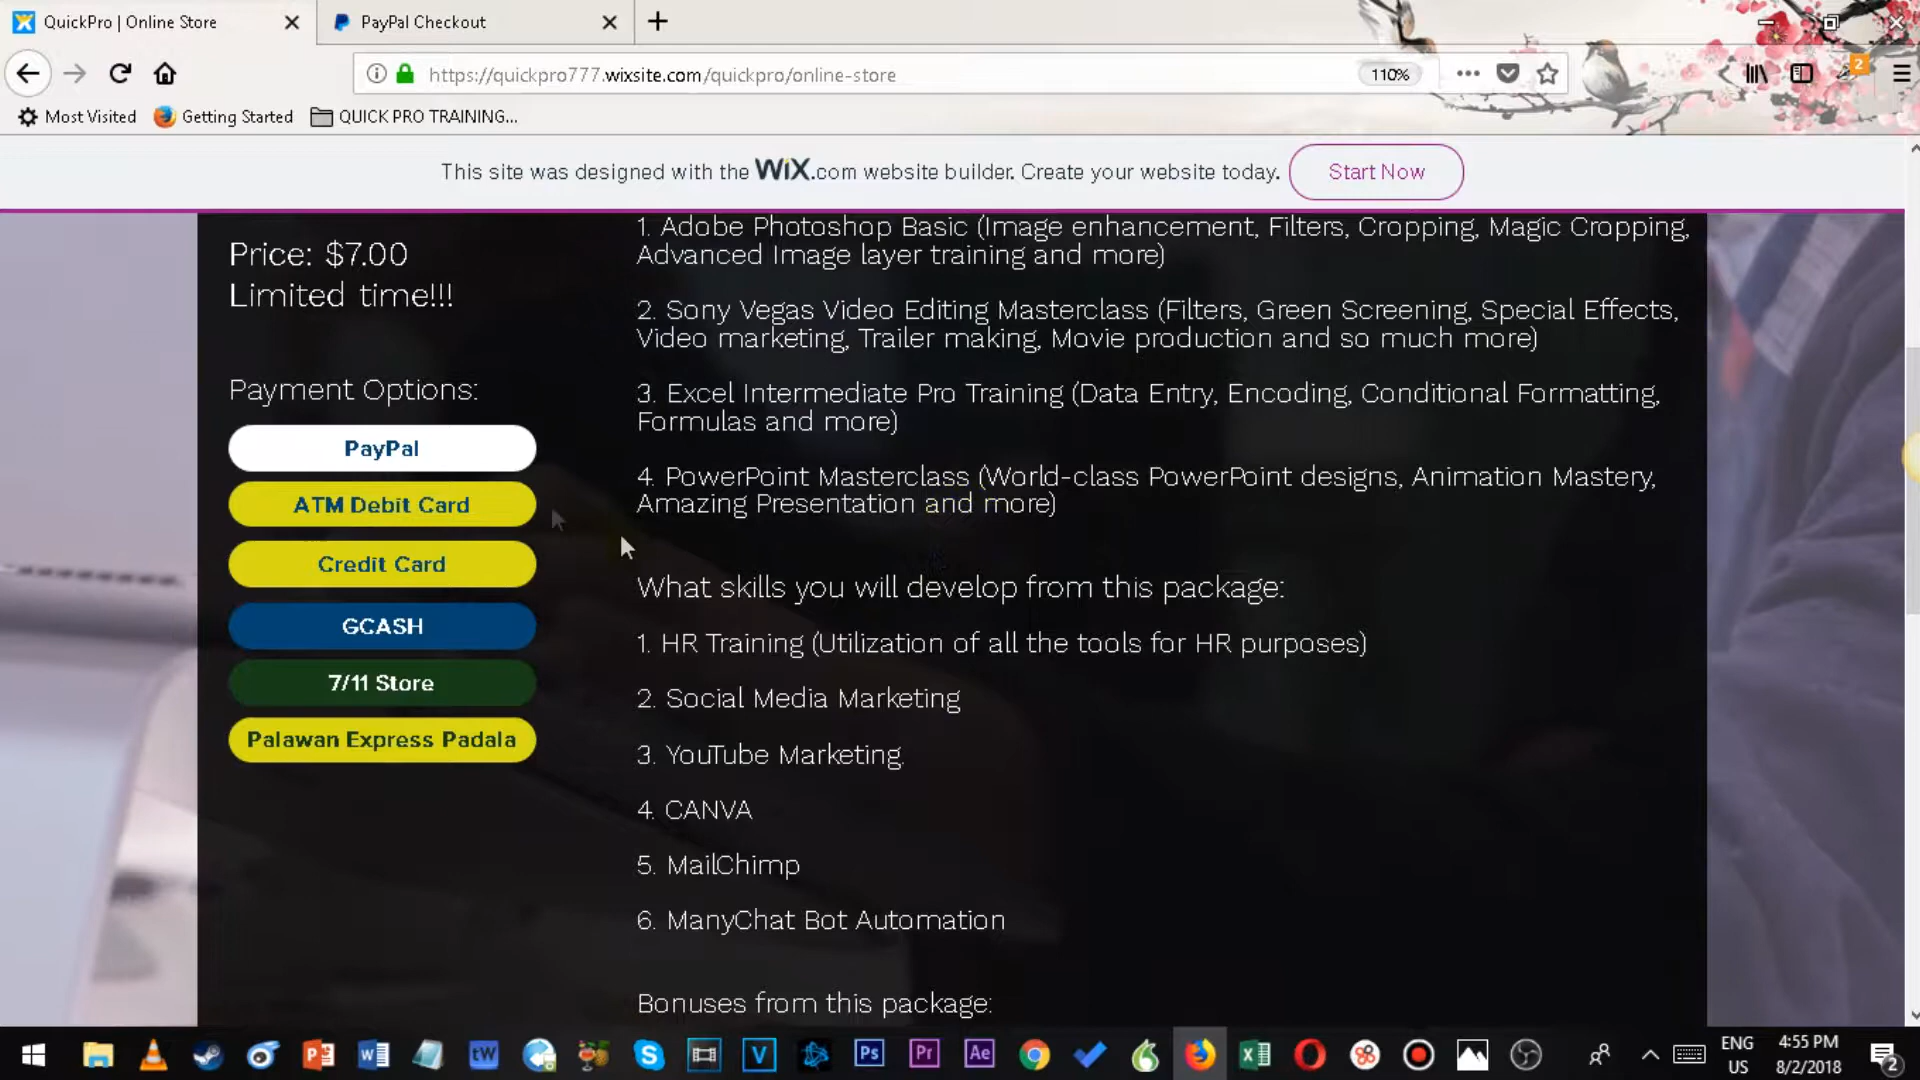 QuickPro | Online Store
PayPal Checkout
https://quickpro777.wixsite.com/quickpro/online-store
110%
2
Most Visited
Getting Started
QUICK PRO TRAINING...
This site was designed with the WiX.com website builder. Create your website today.
Start Now
Price: $7.00
Limited time!!!
Payment Options:
PayPal
ATM Debit Card
Credit Card
GCASH
7/11 Store
Palawan Express Padala
1. Adobe Photoshop Basic (Image enhancement, Filters, Cropping, Magic Cropping,
Advanced Image layer training and more)
2. Sony Vegas Video Editing Masterclass (Filters, Green Screening, Special Effects,
Video marketing, Trailer making, Movie production and so much more)
3. Excel Intermediate Pro Training (Data Entry, Encoding, Conditional Formatting,
Formulas and more)
4. PowerPoint Masterclass (World-class PowerPoint designs, Animation Mastery,
Amazing Presentation and more)
What skills you will develop from this package:
1. HR Training (Utilization of all the tools for HR purposes)
2. Social Media Marketing
3. YouTube Marketing.
4. CANVA
5. MailChimp
6. ManyChat Bot Automation
Bonuses from this package:
tW
V
Ps
Pr
Ae
ENG
US
4:55 PM
8/2/2018
2